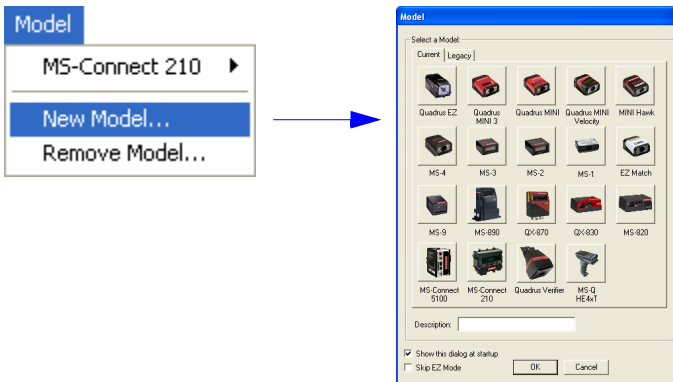 Model
MS-Connect 210
New Model...
Remove Model...
Model
Select a Model:
Current Legacy
Quadrus EZ Quadrus MINI 3 Quadrus MINI Quadrus MINI Velocity MINI Hawk
MS-4 MS-3 MS-2 MS-1 EZ Match
MS-9 MS-890 QX-870 QX-830 MS-820
MS-Connect 5100 MS-Connect 210 Quadrus Verifier MS-Q HE4xT
Description:
Show this dialog at startup
Skip EZ Mode
OK Cancel